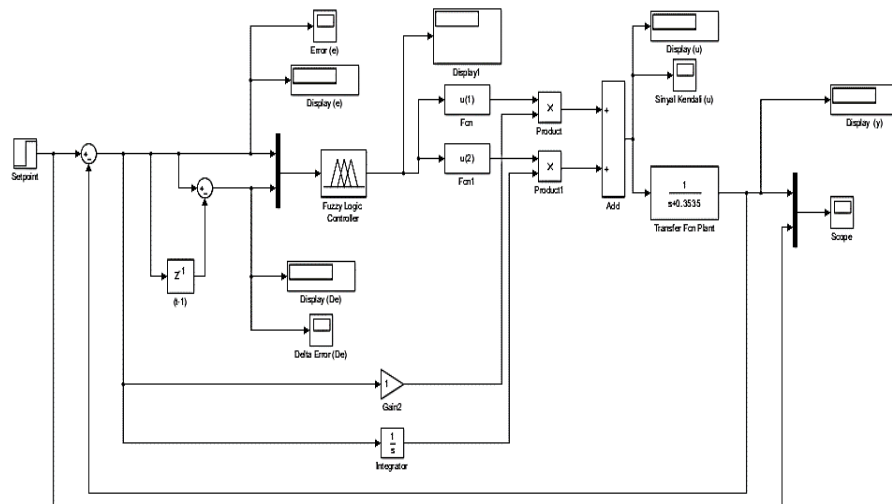 Error (e)
Display (e)
Display1
Display (u)
Sinyal Kendali (u)
Display (y)
Setpoint
+
-
+
-
Z-1
(t-1)
Fuzzy Logic
Controller
u(1)
Fcn
u(2)
Fcn1
×
Product
×
Product1
+
+
Add
1
s+0.3535
Transfer Fcn Plant
Scope
Display (De)
Delta Error (De)
1
Gain2
1
s
Integrator